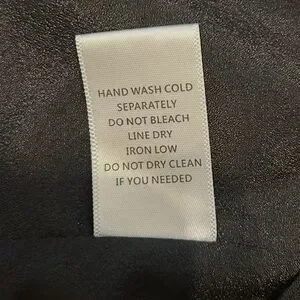 HAND WASH COLD
SEPARATELY
DO NOT BLEACH
LINE DRY
IRON LOW
DO NOT DRY CLEAN
IF YOU NEEDED